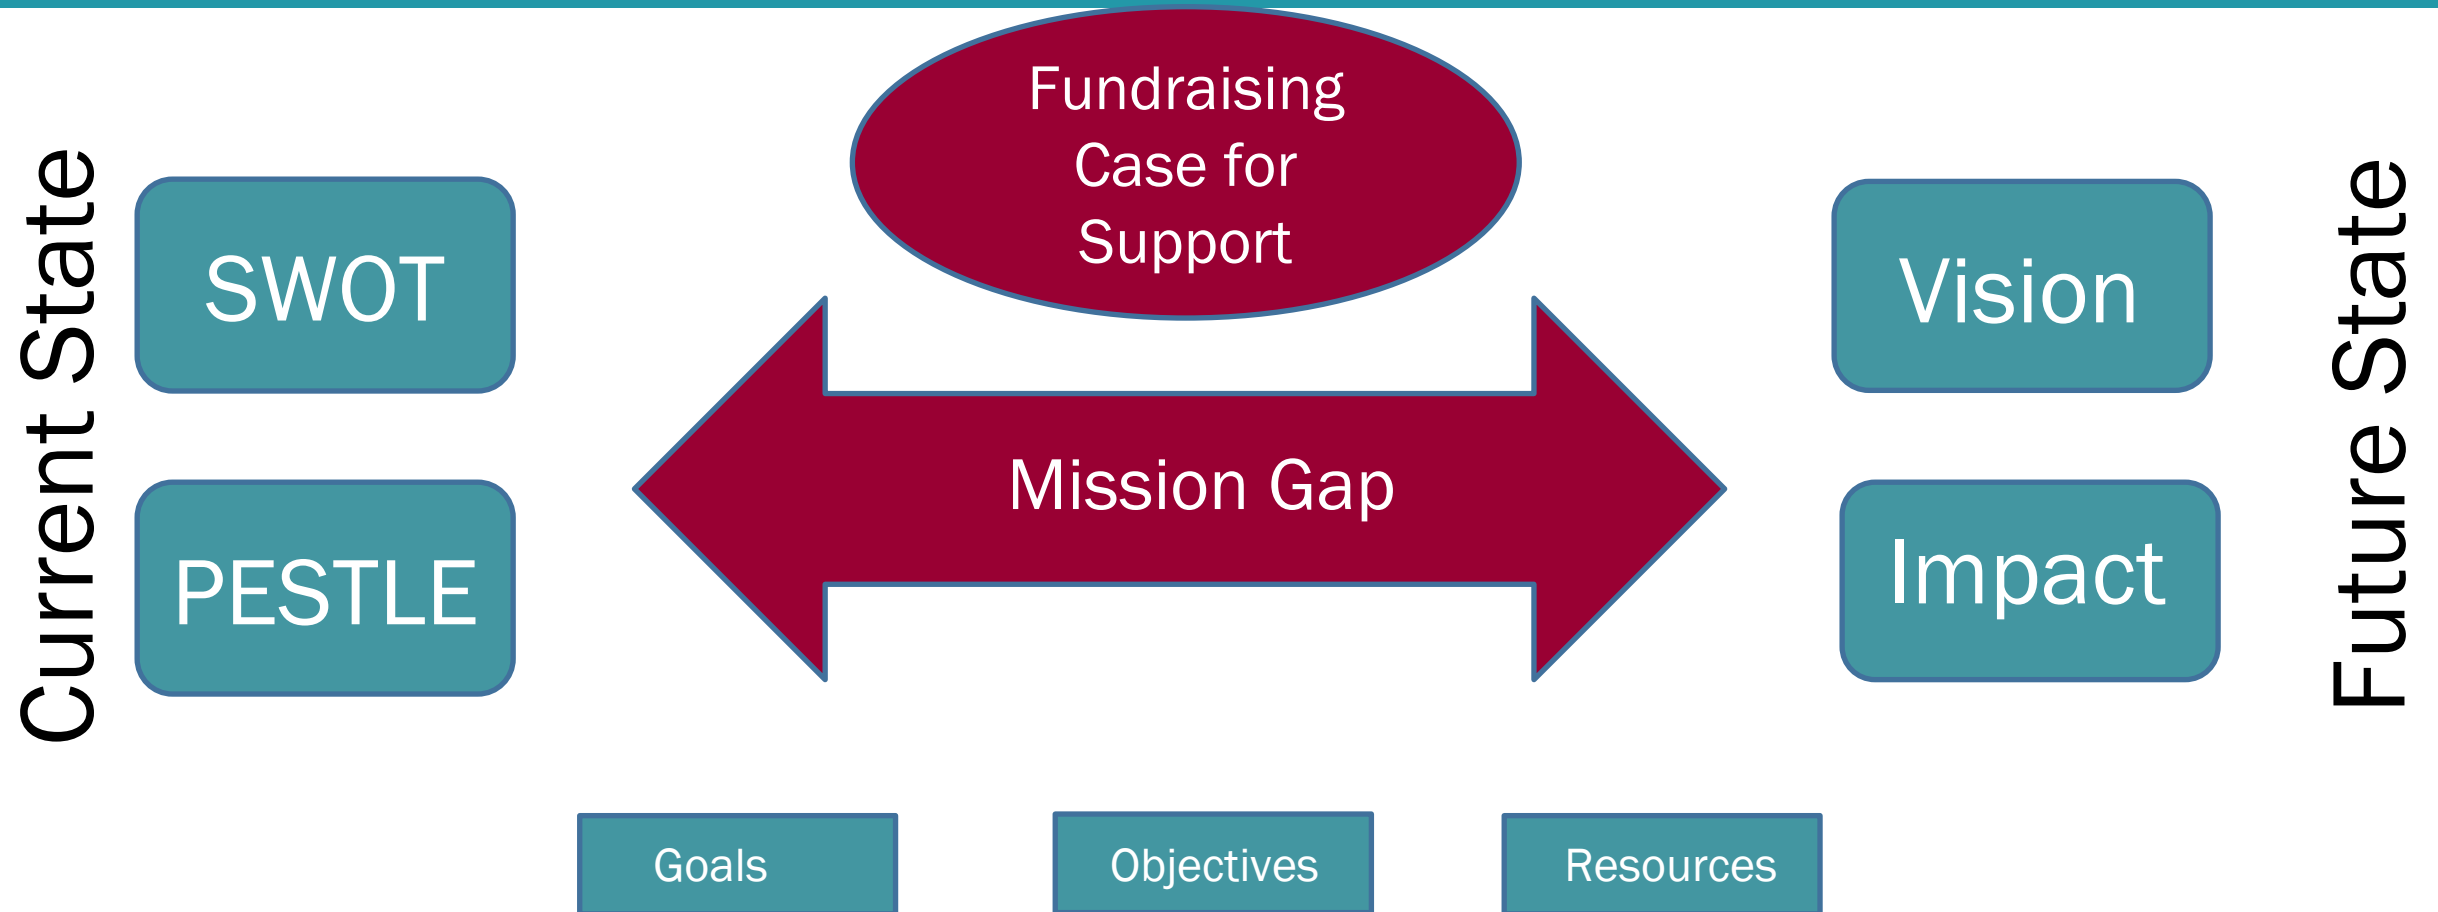 Current State
SWOT
PESTLE
Fundraising
Case for
Support
Mission Gap
Vision
Impact
Future State
Goals
Objectives
Resources